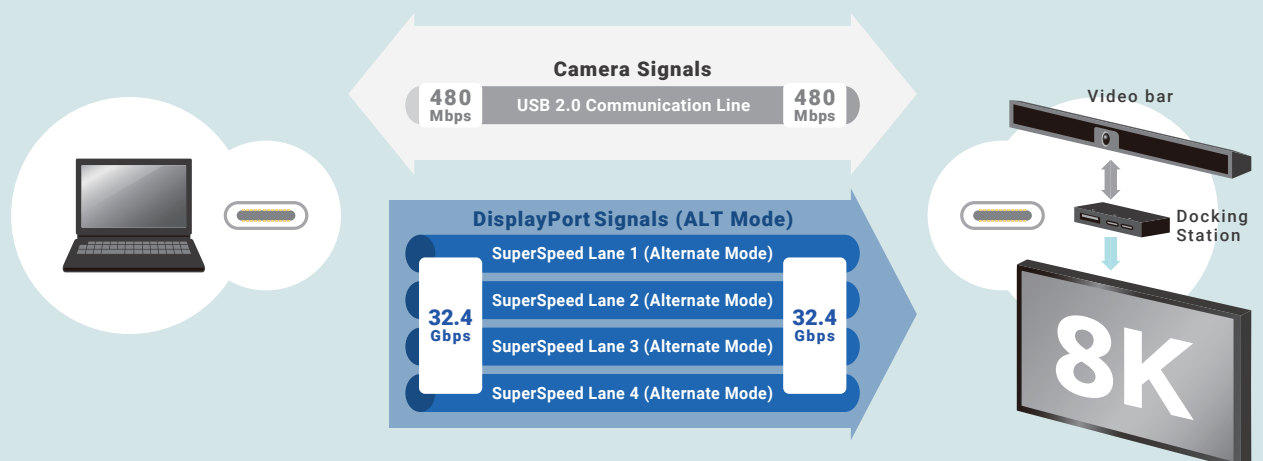 Camera Signals
480
Mbps
USB 2.0 Communication Line
480
Mbps
DisplayPort Signals (ALT Mode)
SuperSpeed Lane 1 (Alternate Mode)
SuperSpeed Lane 2 (Alternate Mode)
32.4
Gbps
32.4
Gbps
SuperSpeed Lane 3 (Alternate Mode)
SuperSpeed Lane 4 (Alternate Mode)
Video bar
Docking
Station
8K